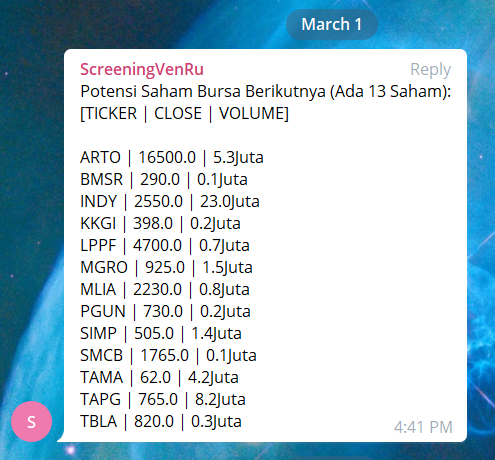 March 1
ScreeningVenRu Reply
Potensi Saham Bursa Berikutnya (Ada 13 Saham):
[TICKER | CLOSE | VOLUME]
ARTO | 16500.0 | 5.3Juta
BMSR | 290.0 | 0.1Juta
INDY | 2550.0 | 23.0Juta
KKGI | 398.0 | 0.2Juta
LPPF | 4700.0 | 0.7Juta
MGRO | 925.0 | 1.5Juta
MLIA | 2230.0 | 0.8Juta
PGUN | 730.0 | 0.2Juta
SIMP | 505.0 | 1.4Juta
SMCB | 1765.0 | 0.1Juta
TAMA | 62.0 | 4.2Juta
TAPG | 765.0 | 8.2Juta
TBLA | 820.0 | 0.3Juta
S
4:41 PM